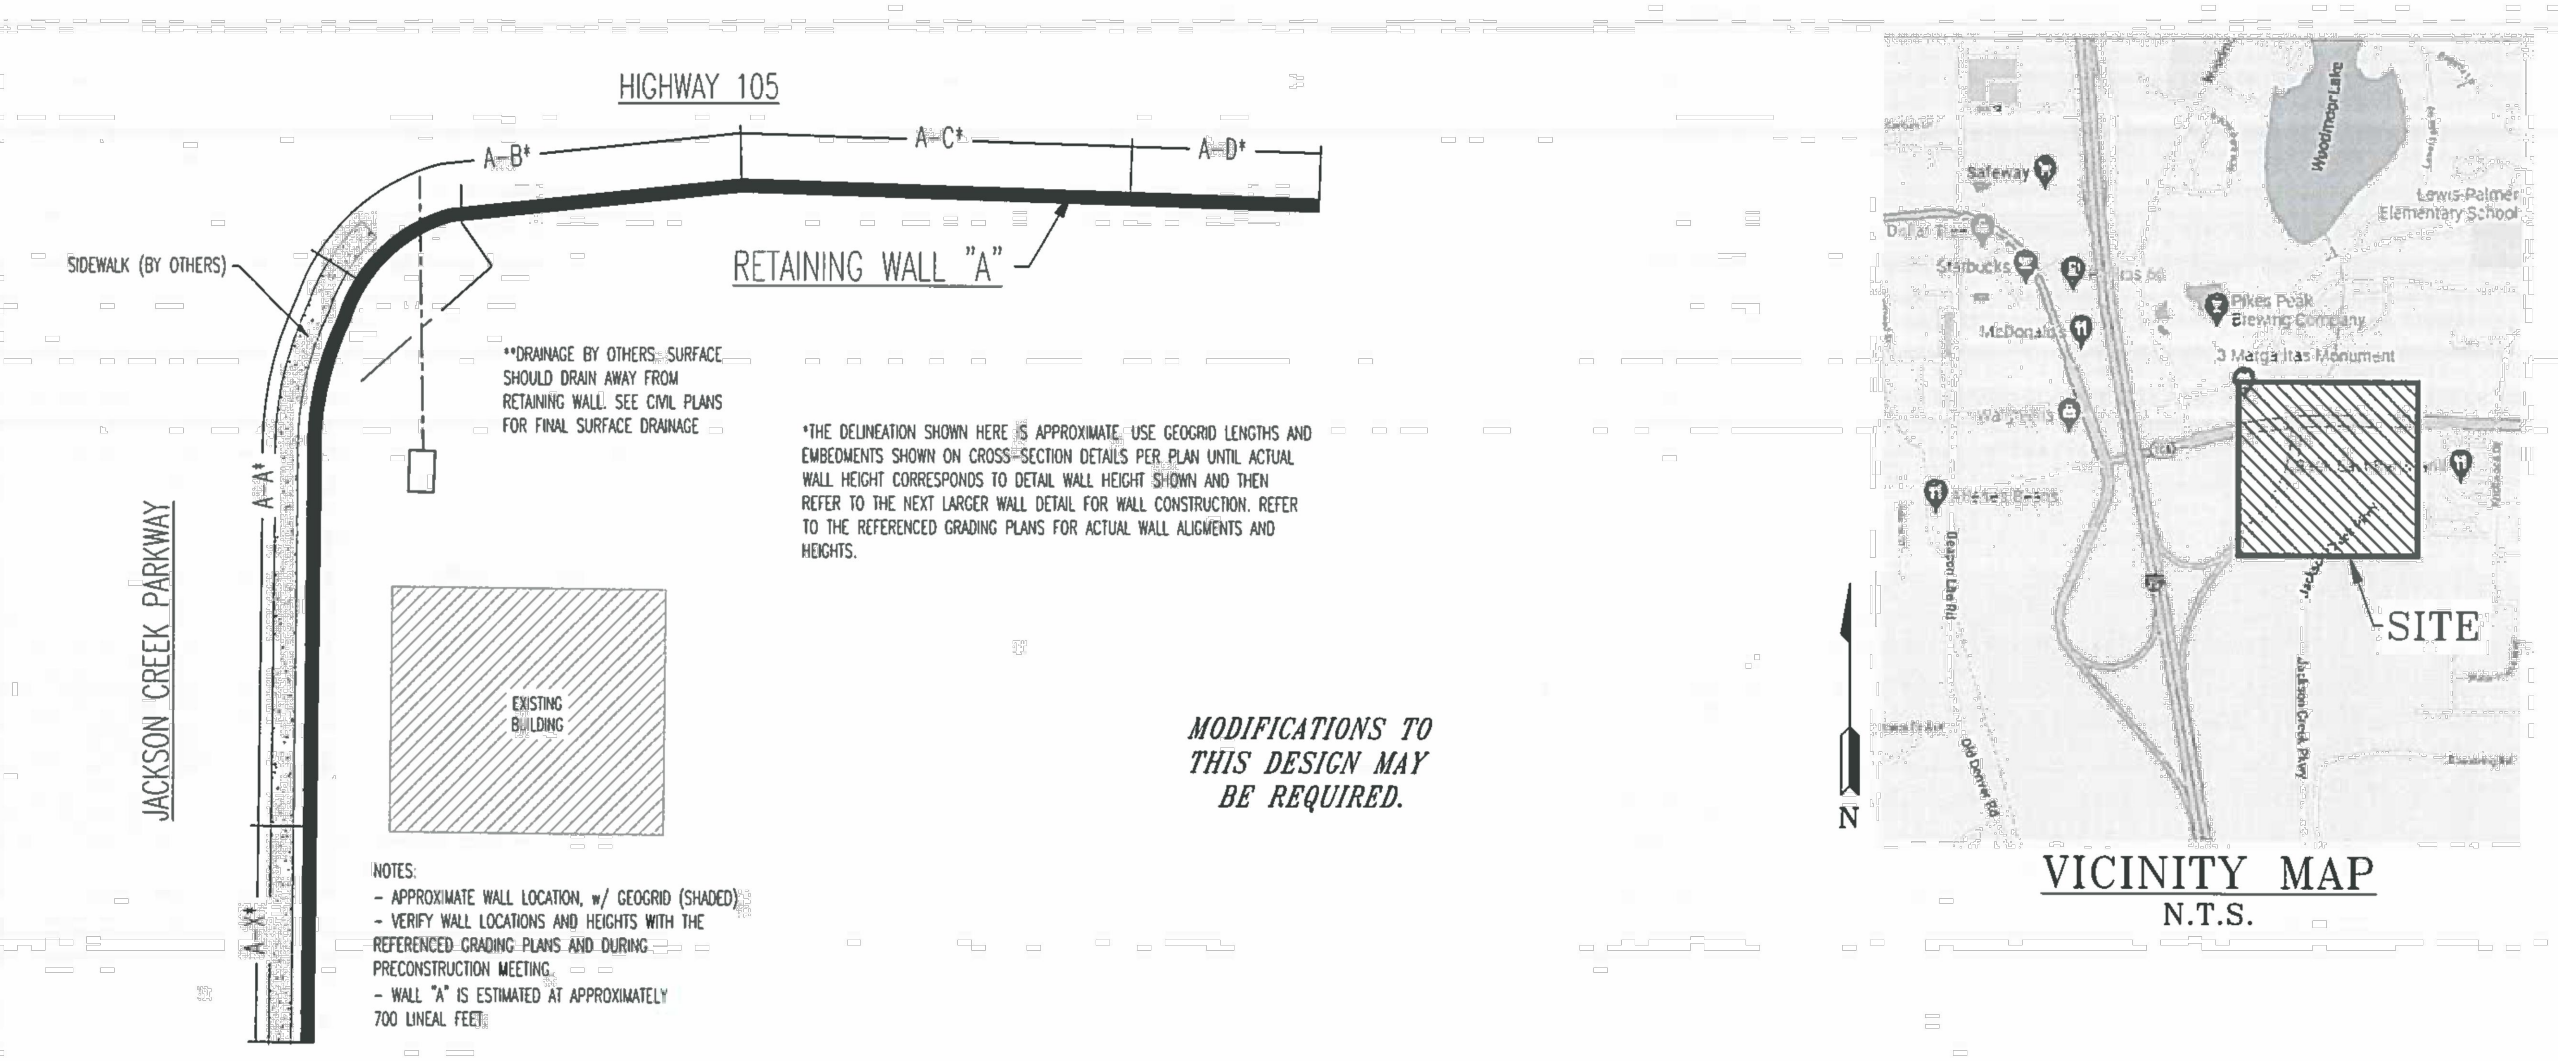 HIGHWAY 105
A-B*
A-C*
A-D*
SIDEWALK (BY OTHERS)
RETAINING WALL "A"
**DRAINAGE BY OTHERS. SURFACE
SHOULD DRAIN AWAY FROM
RETAINING WALL. SEE CIVIL PLANS
FOR FINAL SURFACE DRAINAGE
*THE DELINEATION SHOWN HERE IS APPROXIMATE. USE GEOGRID LENGTHS AND
EMBEDMENTS SHOWN ON CROSS-SECTION DETAILS PER PLAN UNTIL ACTUAL
WALL HEIGHT CORRESPONDS TO DETAIL WALL HEIGHT SHOWN AND THEN
REFER TO THE NEXT LARGER WALL DETAIL FOR WALL CONSTRUCTION. REFER
TO THE REFERENCED GRADING PLANS FOR ACTUAL WALL ALIGMENTS AND
HEIGHTS.
A-A*
JACKSON CREEK PARKWAY
EXISTING
BUILDING
MODIFICATIONS TO
THIS DESIGN MAY
BE REQUIRED.
A-X*
NOTES:
- APPROXIMATE WALL LOCATION, w/ GEOGRID (SHADED)
- VERIFY WALL LOCATIONS AND HEIGHTS WITH THE
REFERENCED GRADING PLANS AND DURING
PRECONSTRUCTION MEETING
- WALL "A" IS ESTIMATED AT APPROXIMATELY
700 LINEAL FEET
Woodmoor Lake
Safeway
Lewis-Palmer
Elementary School
Starbucks
Pikes Peak
Brewing Company
McDonald's
3 Margaritas Monument
Old Denver Rd
Jackson Creek Pkwy
SITE
N
VICINITY MAP
N.T.S.